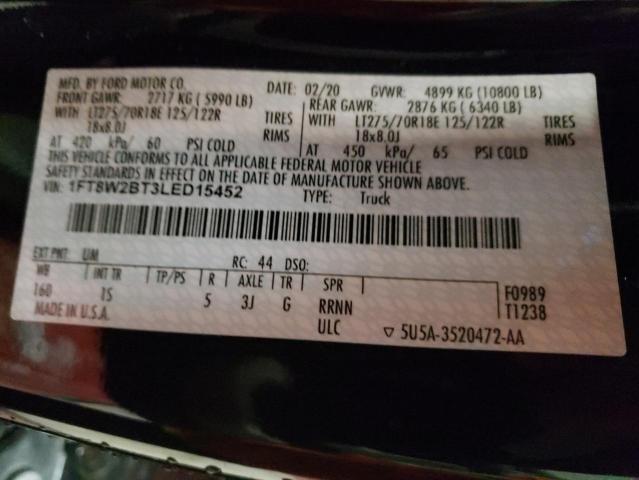 MFD. BY FORD MOTOR CO. DATE: 02/20 GVWR: 4899 KG (10800 LB)
FRONT GAWR: 2717 KG (5990 LB) REAR GAWR: 2876 KG (6340 LB)
WITH LT275/70R18E 125/122R TIRES WITH LT275/70R18E 125/122R TIRES
18x8.0J RIMS 18x8.0J RIMS
AT 420 kPa/ 60 PSI COLD AT 450 kPa/ 65 PSI COLD
THIS VEHICLE CONFORMS TO ALL APPLICABLE FEDERAL MOTOR VEHICLE
SAFETY STANDARDS IN EFFECT ON THE DATE OF MANUFACTURE SHOWN ABOVE.
VIN: 1FT8W2BT3LED15452 TYPE: Truck
EXT PNT: UM RC: 44 DSO:
WB INT TR TP/PS R AXLE TR SPR
160 1S 5 3J G RRNN F0989
MADE IN U.S.A. ULC T1238
▽ 5U5A-3520472-AA